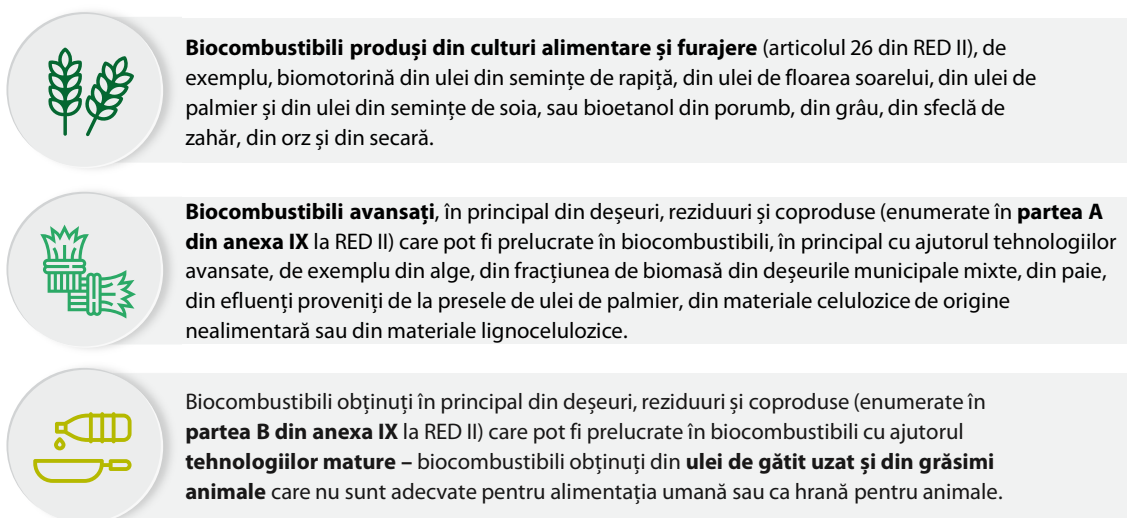 Biocombustibili produși din culturi alimentare și furajere (articolul 26 din RED II), de
exemplu, biomotorină din ulei din semințe de rapiță, din ulei de floarea soarelui, din ulei de
palmier și din ulei din semințe de soia, sau bioetanol din porumb, din grâu, din sfeclă de
zahăr, din orz și din secară.
Biocombustibili avansați, în principal din deșeuri, reziduuri și coproduse (enumerate în partea A
din anexa IX la RED II) care pot fi prelucrate în biocombustibili, în principal cu ajutorul tehnologiilor
avansate, de exemplu din alge, din fracțiunea de biomasă din deșeurile municipale mixte, din paie,
din efluenți proveniți de la presele de ulei de palmier, din materiale celulozice de origine
nealimentară sau din materiale lignocelulozice.
Biocombustibili obținuți în principal din deșeuri, reziduuri și coproduse (enumerate în
partea B din anexa IX la RED II) care pot fi prelucrate în biocombustibili cu ajutorul
tehnologiilor mature – biocombustibili obținuți din ulei de gătit uzat și din grăsimi
animale care nu sunt adecvate pentru alimentația umană sau ca hrană pentru animale.